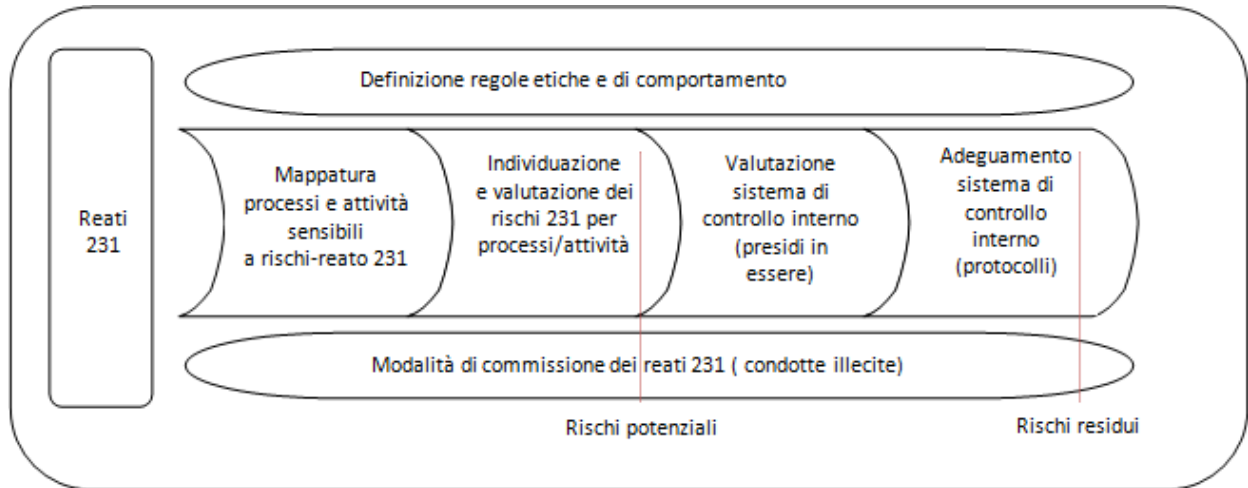 Reati
231
Definizione regole etiche e di comportamento
Mappatura
processi e attività
sensibili
a rischi-reato 231
Individuazione
e valutazione dei
rischi 231 per
processi/attività
Valutazione
sistema di
controllo interno
(presidi in
essere)
Adeguamento
sistema di
controllo
interno
(protocolli)
Modalità di commissione dei reati 231 ( condotte illecite)
Rischi potenziali
Rischi residui